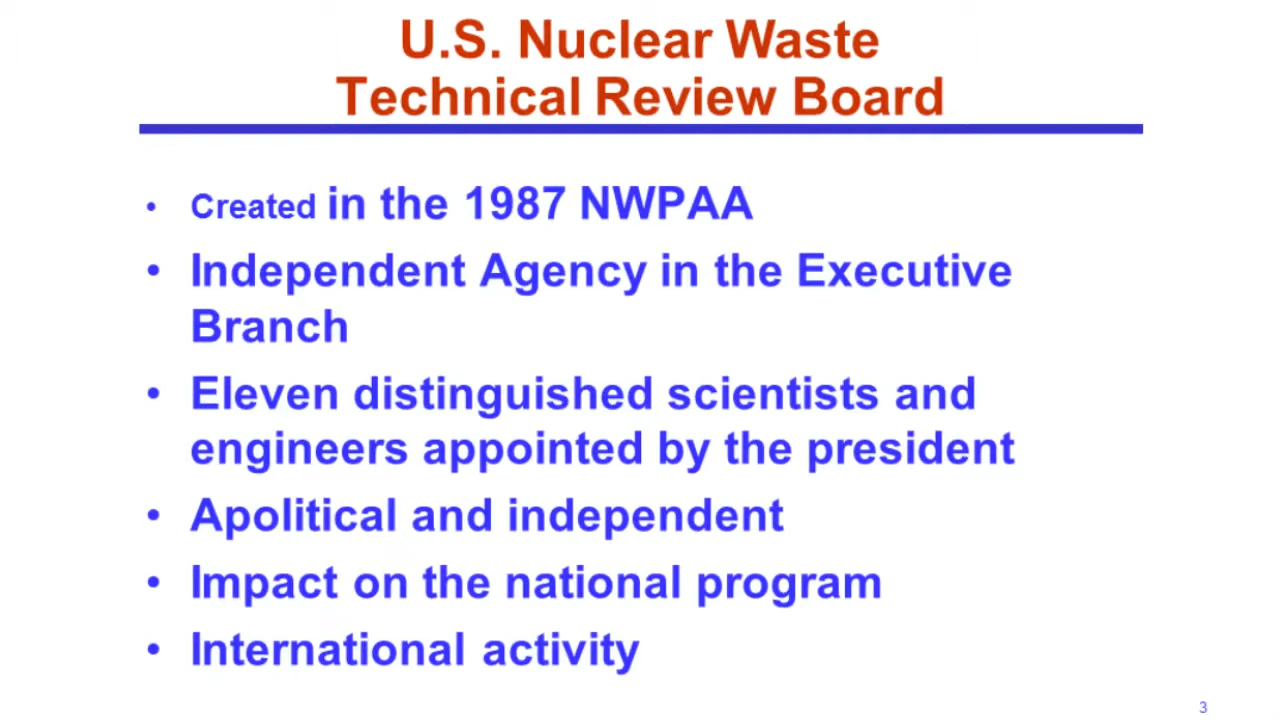 U.S. Nuclear Waste
Technical Review Board
• Created in the 1987 NWPAA
• Independent Agency in the Executive
Branch
• Eleven distinguished scientists and
engineers appointed by the president
• Apolitical and independent
• Impact on the national program
• International activity
3